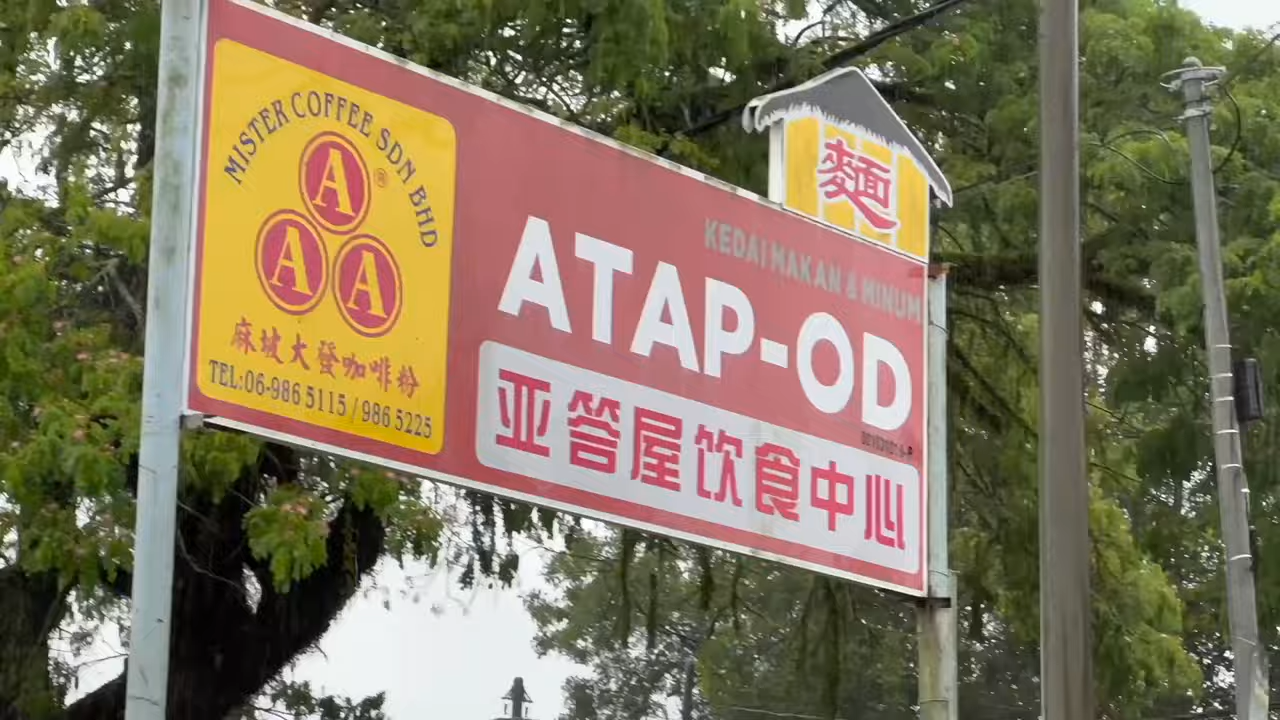 MISTER COFFEE SDN BHD
A
®
A A
麻坡大發咖啡粉
TEL:06-986 5115 / 986 5225
麵
KEDAI MAKAN & MINUM
ATAP-OD
亚答屋饮食中心